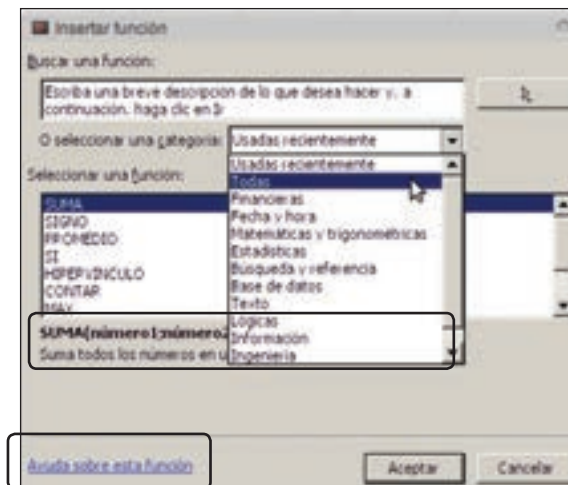 Insertar función
Buscar una función:
Escriba una breve descripción de lo que desea hacer y, a
continuación, haga clic en Ir
Ir
O seleccionar una categoría: Usadas recientemente
Usadas recientemente
Todas
Financieras
Fecha y hora
Matemáticas y trigonométricas
Estadísticas
Búsqueda y referencia
Base de datos
Texto
Lógicas
Información
Ingeniería
Seleccionar una función:
SUMA
SIGNO
PROMEDIO
SI
HIPERVINCULO
CONTAR
MAX
SUMA(número1;número2
Suma todos los números en u
Ayuda sobre esta función
Aceptar
Cancelar